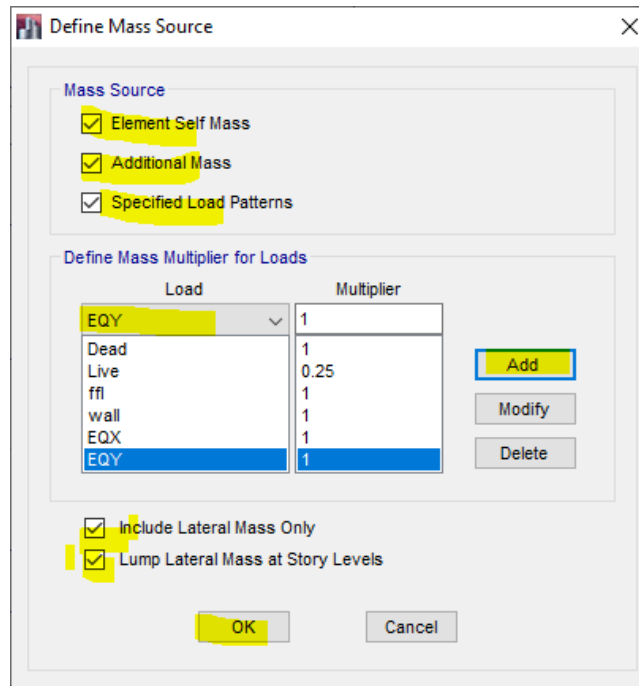 Define Mass Source
Mass Source
Element Self Mass
Additional Mass
Specified Load Patterns
Define Mass Multiplier for Loads
Load Multiplier
EQY 1
Dead 1
Live 0.25
ffl 1
wall 1
EQX 1
EQY 1
Add
Modify
Delete
Include Lateral Mass Only
Lump Lateral Mass at Story Levels
OK Cancel